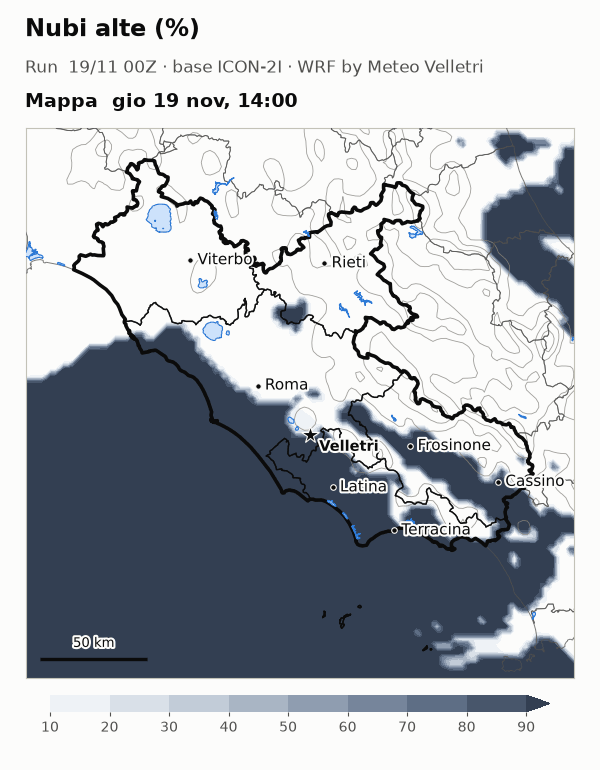 Nubi alte (%)
Run 19/11 00Z · base ICON-2I · WRF by Meteo Velletri
Mappa gio 19 nov, 14:00
Viterbo
Rieti
Roma
Velletri
Frosinone
Latina
Cassino
Terracina
50 km
10 20 30 40 50 60 70 80 90